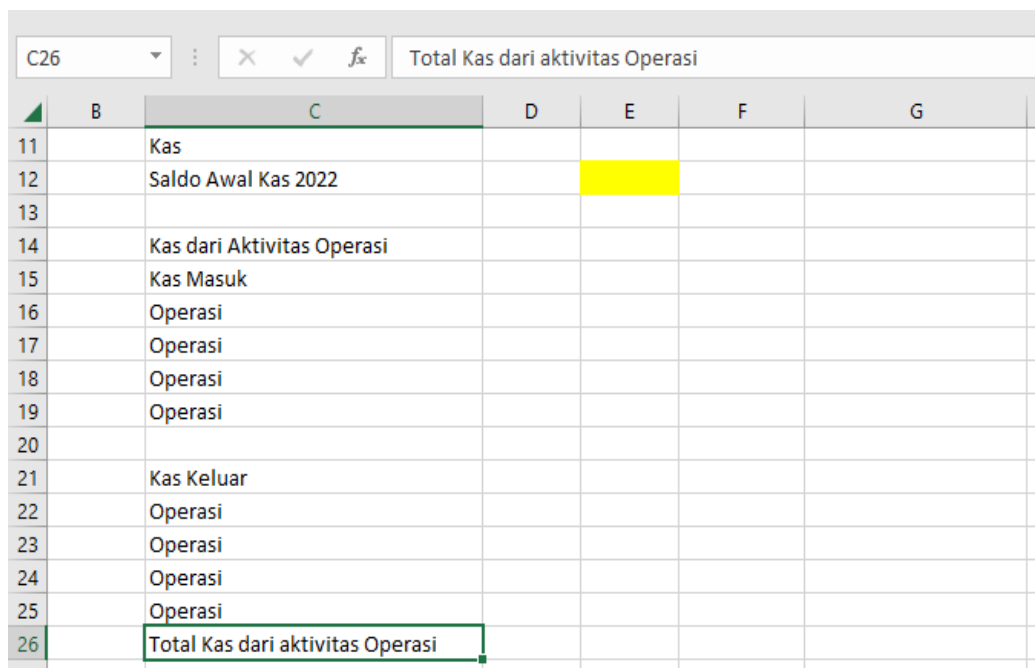 C26 fx Total Kas dari aktivitas Operasi
B C D E F G
11 Kas
12 Saldo Awal Kas 2022
13
14 Kas dari Aktivitas Operasi
15 Kas Masuk
16 Operasi
17 Operasi
18 Operasi
19 Operasi
20
21 Kas Keluar
22 Operasi
23 Operasi
24 Operasi
25 Operasi
26 Total Kas dari aktivitas Operasi